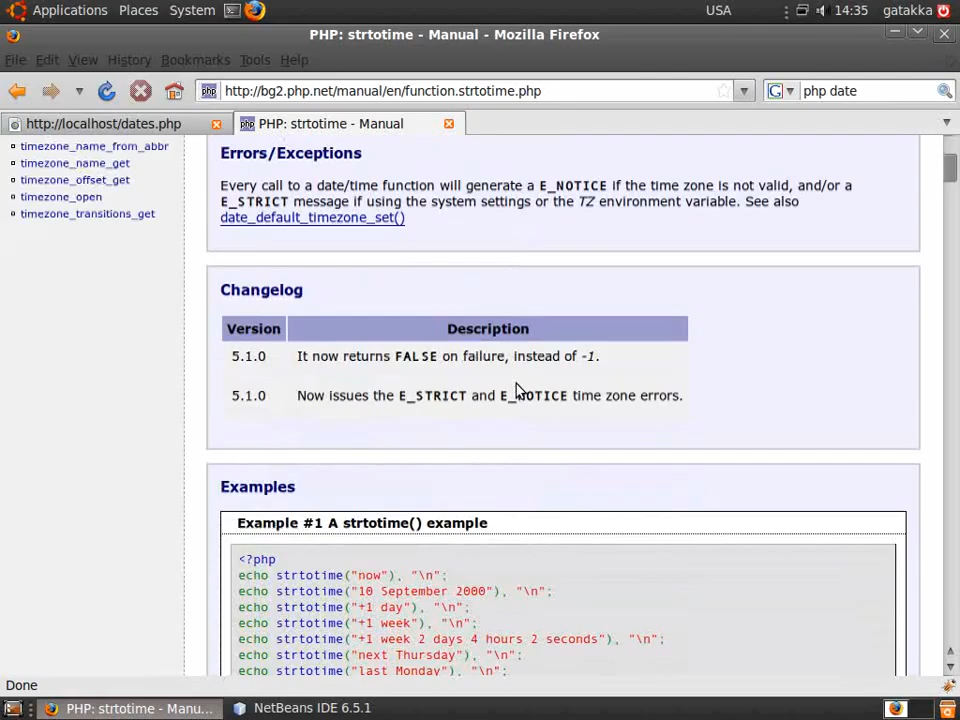 Applications Places System USA 14:35 gatakka
PHP: strtotime - Manual - Mozilla Firefox
File Edit View History Bookmarks Tools Help
php http://bg2.php.net/manual/en/function.strtotime.php G php date
http://localhost/dates.php php PHP: strtotime - Manual
timezone_name_from_abbr
timezone_name_get
timezone_offset_get
timezone_open
timezone_transitions_get
Errors/Exceptions
Every call to a date/time function will generate a E_NOTICE if the time zone is not valid, and/or a
E_STRICT message if using the system settings or the TZ environment variable. See also
date_default_timezone_set()
Changelog
Version Description
5.1.0 It now returns FALSE on failure, instead of -1.
5.1.0 Now issues the E_STRICT and E_NOTICE time zone errors.
Examples
Example #1 A strtotime() example
<?php
echo strtotime("now"), "\n";
echo strtotime("10 September 2000"), "\n";
echo strtotime("+1 day"), "\n";
echo strtotime("+1 week"), "\n";
echo strtotime("+1 week 2 days 4 hours 2 seconds"), "\n";
echo strtotime("next Thursday"), "\n";
echo strtotime("last Monday"), "\n";
Done
PHP: strtotime - Manu... NetBeans IDE 6.5.1